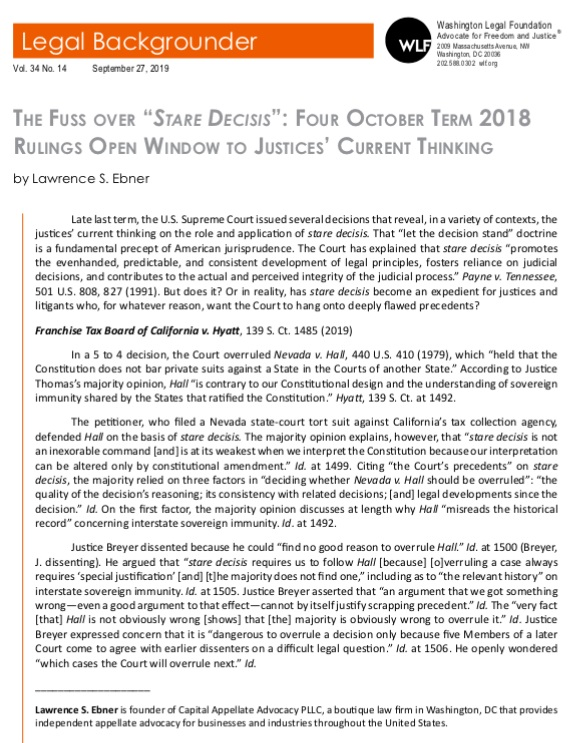 Legal Backgrounder
WLF
Washington Legal Foundation
Advocate for Freedom and Justice®
2009 Massachusetts Avenue, NW
Washington, DC 20036
202.588.0302 wlf.org
Vol. 34 No. 14 September 27, 2019
THE FUSS OVER “STARE DECISIS”: FOUR OCTOBER TERM 2018
RULINGS OPEN WINDOW TO JUSTICES’ CURRENT THINKING
by Lawrence S. Ebner
Late last term, the U.S. Supreme Court issued several decisions that reveal, in a variety of contexts, the
justices’ current thinking on the role and application of stare decisis. That “let the decision stand” doctrine
is a fundamental precept of American jurisprudence. The Court has explained that stare decisis “promotes
the evenhanded, predictable, and consistent development of legal principles, fosters reliance on judicial
decisions, and contributes to the actual and perceived integrity of the judicial process.” Payne v. Tennessee,
501 U.S. 808, 827 (1991). But does it? Or in reality, has stare decisis become an expedient for justices and
litigants who, for whatever reason, want the Court to hang onto deeply flawed precedents?
Franchise Tax Board of California v. Hyatt, 139 S. Ct. 1485 (2019)
In a 5 to 4 decision, the Court overruled Nevada v. Hall, 440 U.S. 410 (1979), which “held that the
Constitution does not bar private suits against a State in the Courts of another State.” According to Justice
Thomas’s majority opinion, Hall “is contrary to our Constitutional design and the understanding of sovereign
immunity shared by the States that ratified the Constitution.” Hyatt, 139 S. Ct. at 1492.
The petitioner, who filed a Nevada state-court tort suit against California’s tax collection agency,
defended Hall on the basis of stare decisis. The majority opinion explains, however, that “stare decisis is not
an inexorable command [and] is at its weakest when we interpret the Constitution because our interpretation
can be altered only by constitutional amendment.” Id. at 1499. Citing “the Court’s precedents” on stare
decisis, the majority relied on three factors in “deciding whether Nevada v. Hall should be overruled”: “the
quality of the decision’s reasoning; its consistency with related decisions; [and] legal developments since the
decision.” Id. On the first factor, the majority opinion discusses at length why Hall “misreads the historical
record” concerning interstate sovereign immunity. Id. at 1492.
Justice Breyer dissented because he could “find no good reason to overrule Hall.” Id. at 1500 (Breyer,
J. dissenting). He argued that “stare decisis requires us to follow Hall [because] [o]verruling a case always
requires ‘special justification’ [and] [t]he majority does not find one,” including as to “the relevant history” on
interstate sovereign immunity. Id. at 1505. Justice Breyer asserted that “an argument that we got something
wrong—even a good argument to that effect—cannot by itself justify scrapping precedent.” Id. The “very fact
[that] Hall is not obviously wrong [shows] that [the] majority is obviously wrong to overrule it.” Id. Justice
Breyer expressed concern that it is “dangerous to overrule a decision only because five Members of a later
Court come to agree with earlier dissenters on a difficult legal question.” Id. at 1506. He openly wondered
“which cases the Court will overrule next.” Id.
Lawrence S. Ebner is founder of Capital Appellate Advocacy PLLC, a boutique law firm in Washington, DC that provides
independent appellate advocacy for businesses and industries throughout the United States.